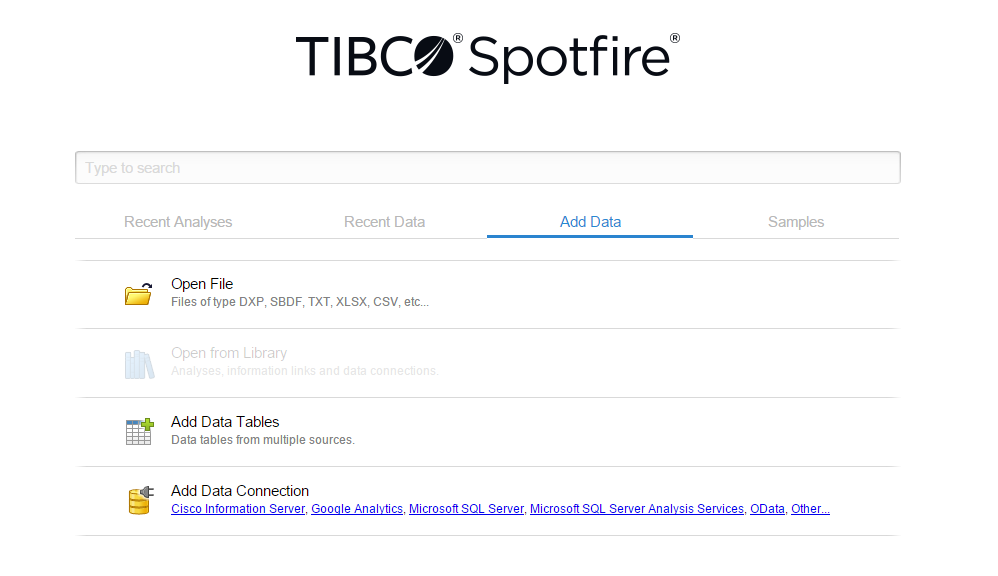 TIBCO® Spotfire®
Type to search
Recent Analyses Recent Data Add Data Samples
Open File
Files of type DXP, SBDF, TXT, XLSX, CSV, etc...
Open from Library
Analyses, information links and data connections.
Add Data Tables
Data tables from multiple sources.
Add Data Connection
Cisco Information Server, Google Analytics, Microsoft SQL Server, Microsoft SQL Server Analysis Services, OData, Other...